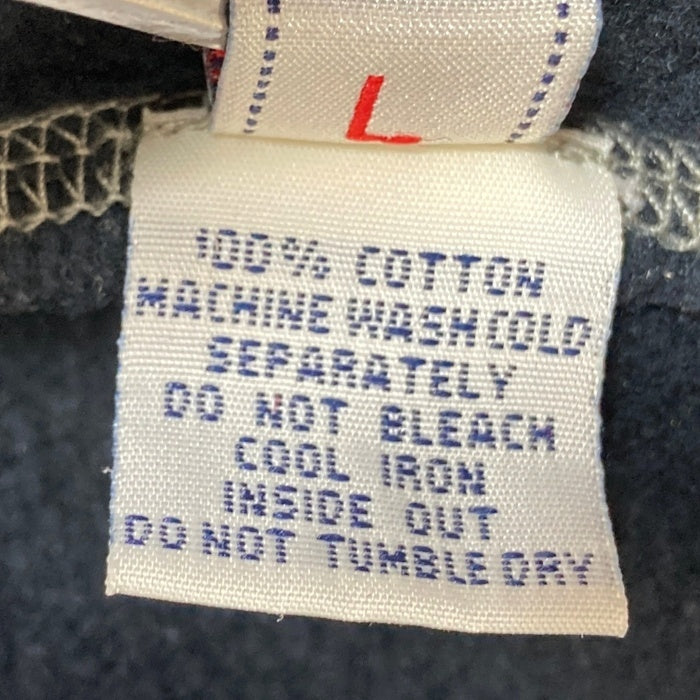 L
100% COTTON
MACHINE WASH COLD
SEPARATELY
DO NOT BLEACH
COOL IRON
INSIDE OUT
DO NOT TUMBLE DRY